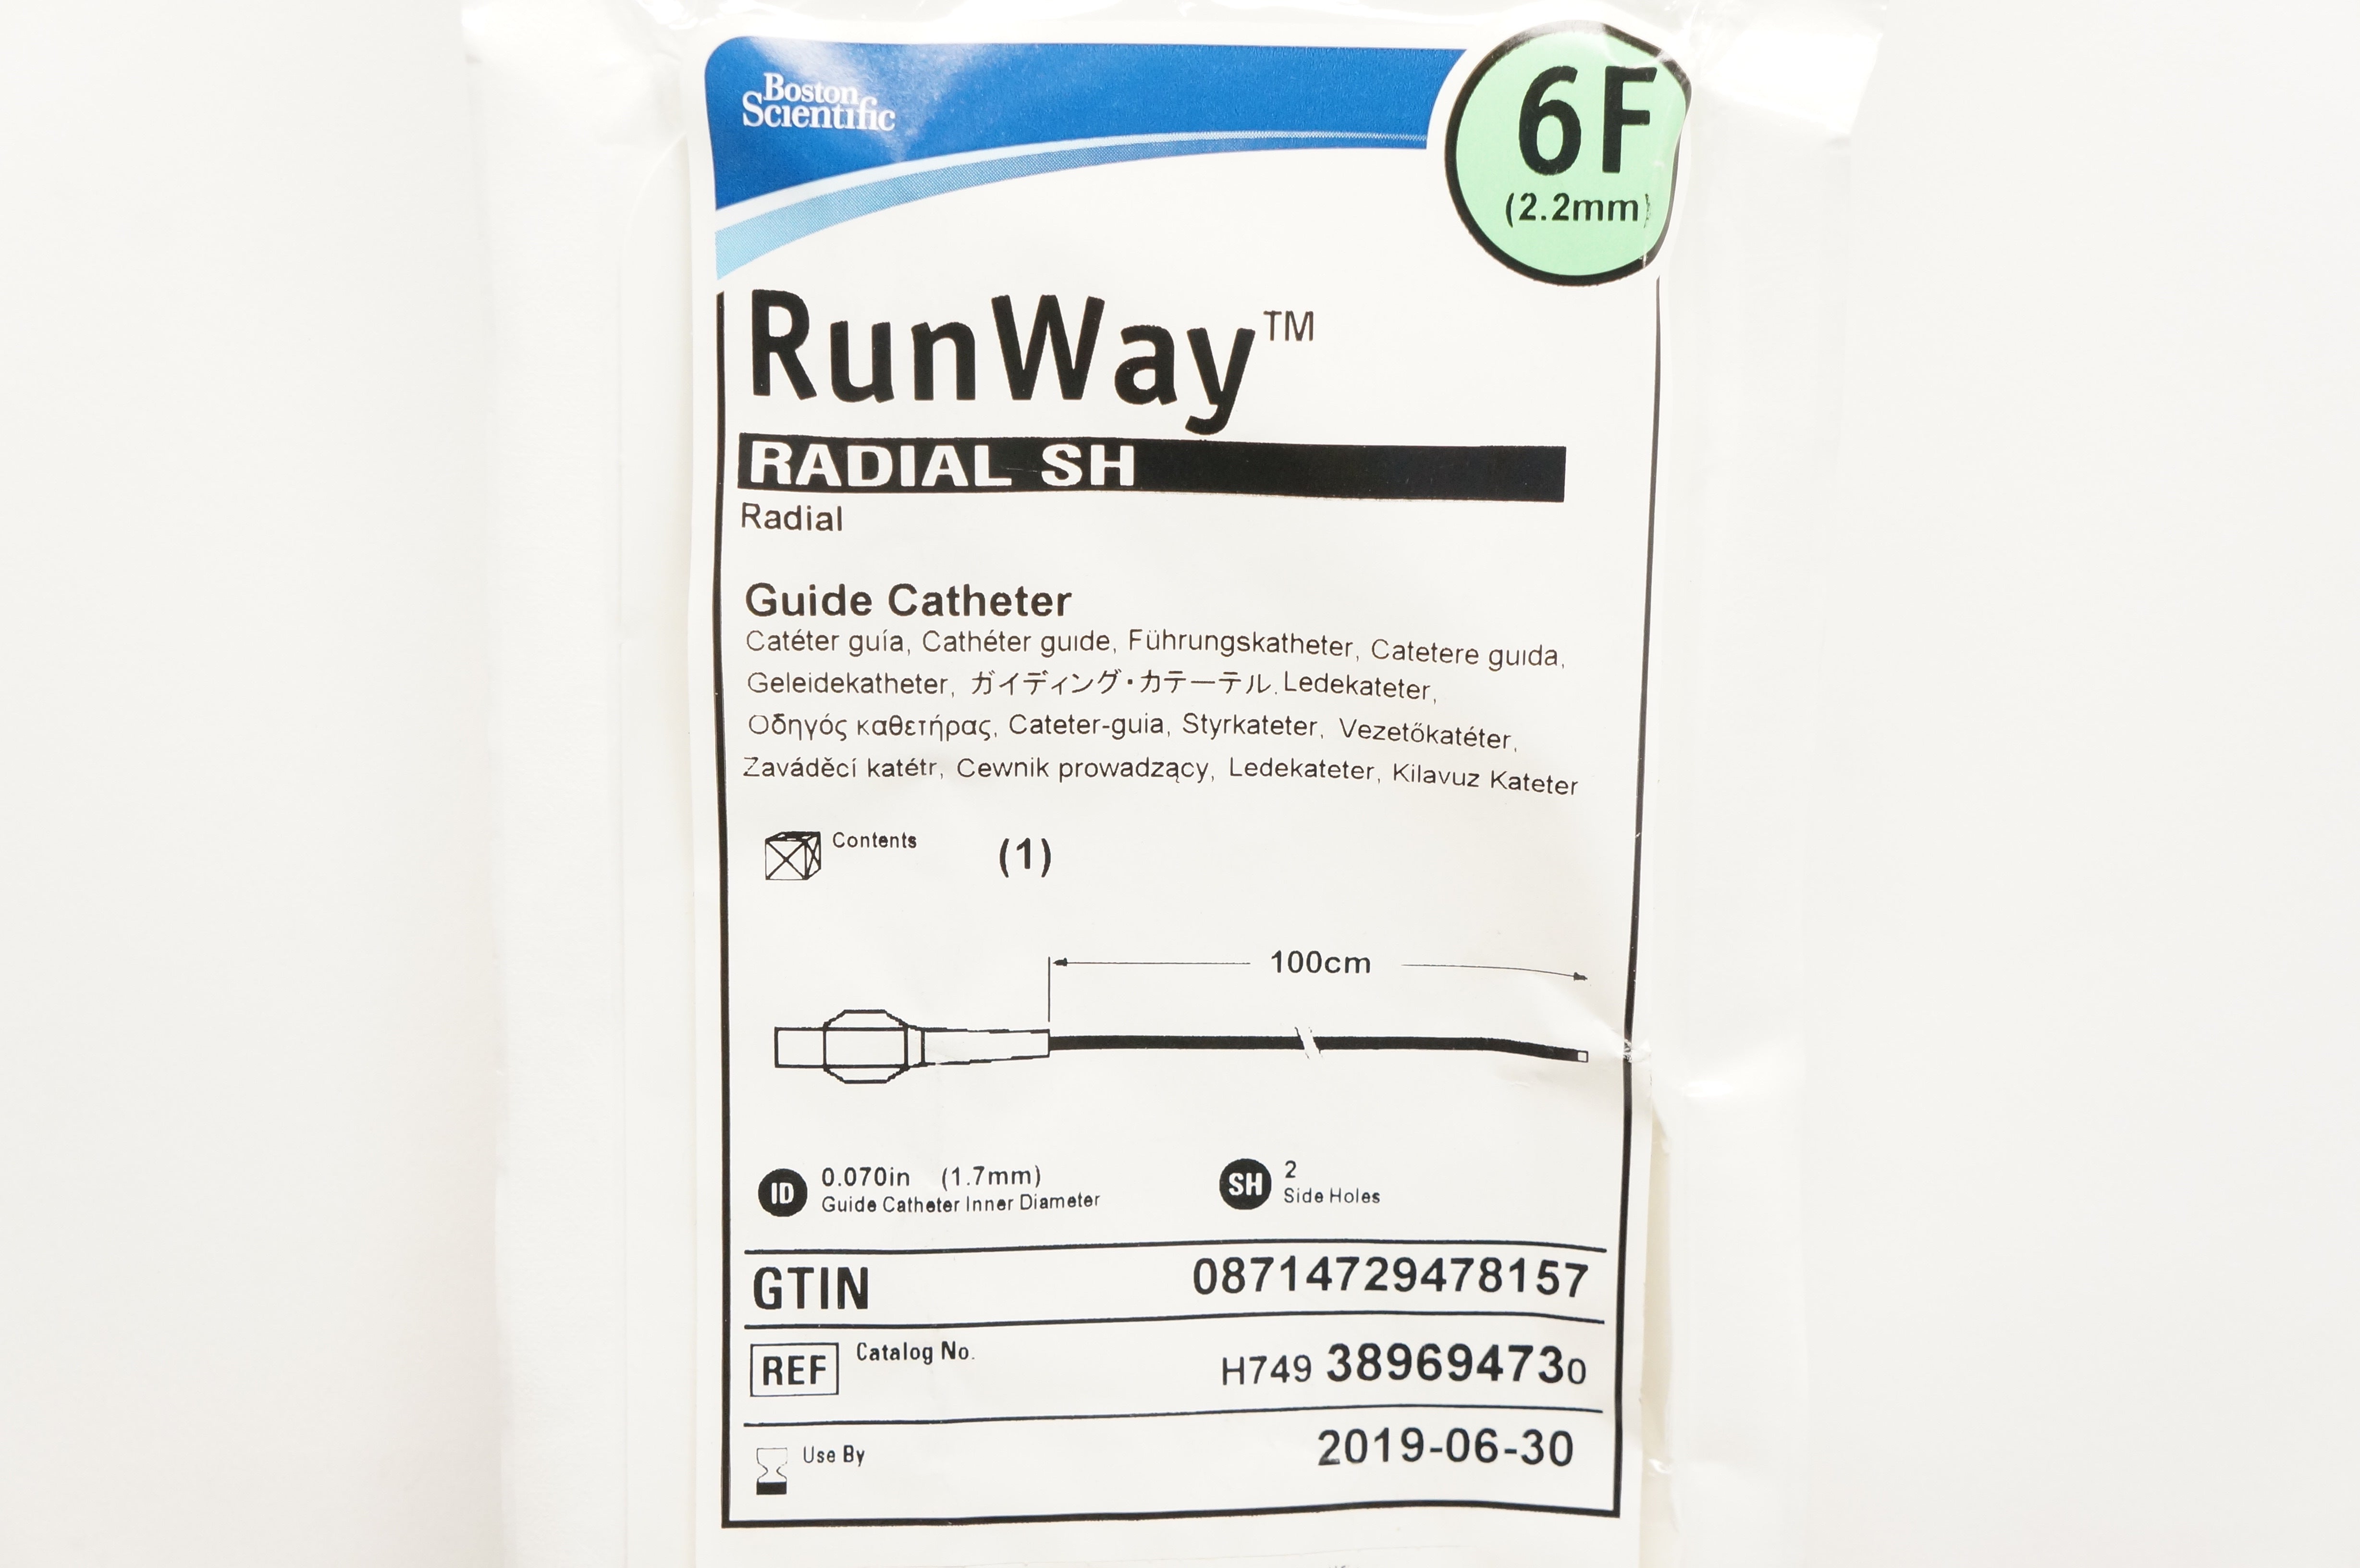 Boston
Scientific
6F
(2.2mm)
RunWay™
RADIAL SH
Radial
Guide Catheter
Catéter guía, Cathéter guide, Führungskatheter, Catetere guida,
Geleidekatheter, ガイディング・カテーテル, Ledekateter,
Οδηγός καθετήρας, Cateter-guia, Styrkateter, Vezetőkatéter,
Zaváděcí katétr, Cewnik prowadzący, Ledekateter, Kilavuz Kateter
Contents (1)
100cm
ID 0.070in (1.7mm)
Guide Catheter Inner Diameter
SH 2
Side Holes
GTIN 08714729478157
REF Catalog No. H749 389694730
Use By 2019-06-30